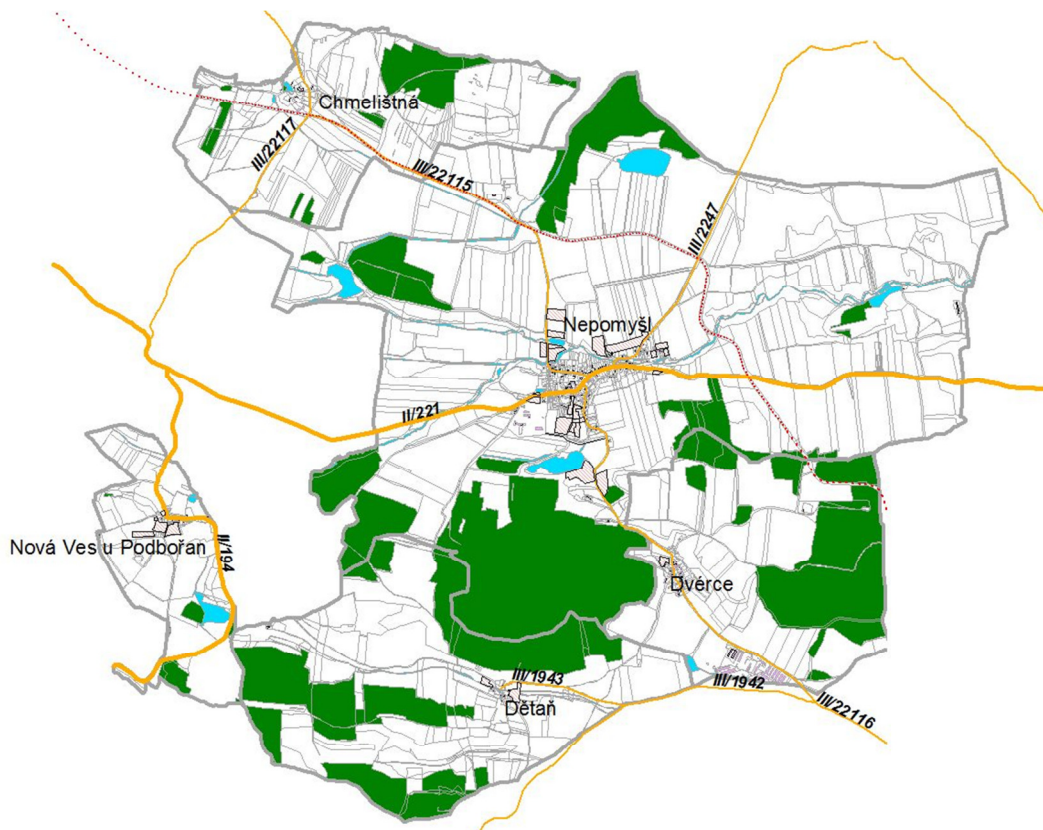 Chmelištná
III/22117
III/22115
III/2247
Nepomyšl
II/221
Nová Ves u Podbořan
II/194
Dvérce
III/1943
III/1942
Dětaň
III/22116